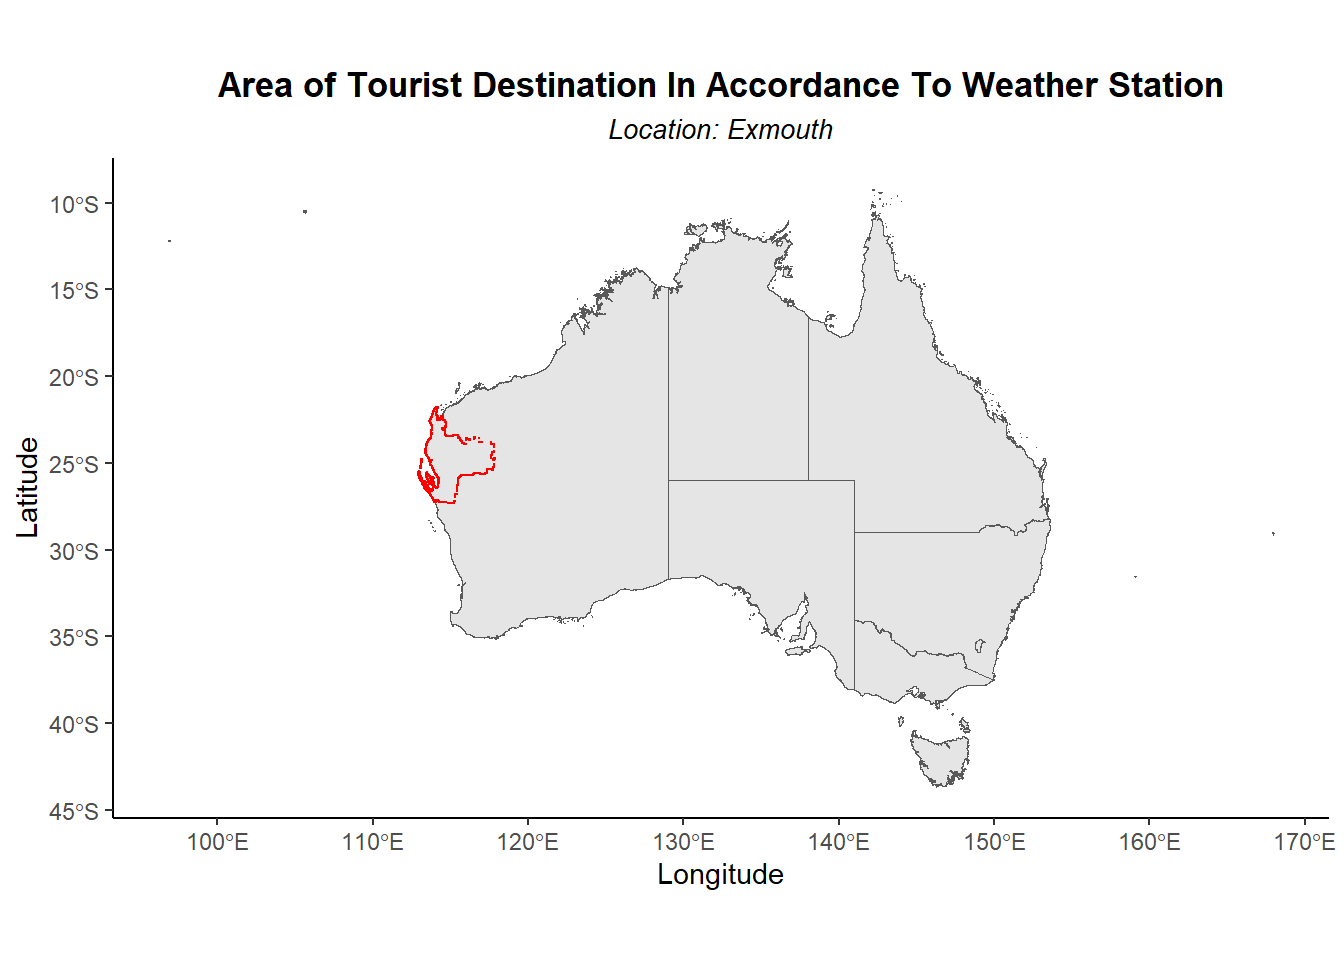 Area of Tourist Destination In Accordance To Weather Station
Location: Exmouth
10°S
15°S
20°S
25°S
30°S
35°S
40°S
45°S
Latitude
100°E
110°E
120°E
130°E
140°E
150°E
160°E
170°E
Longitude